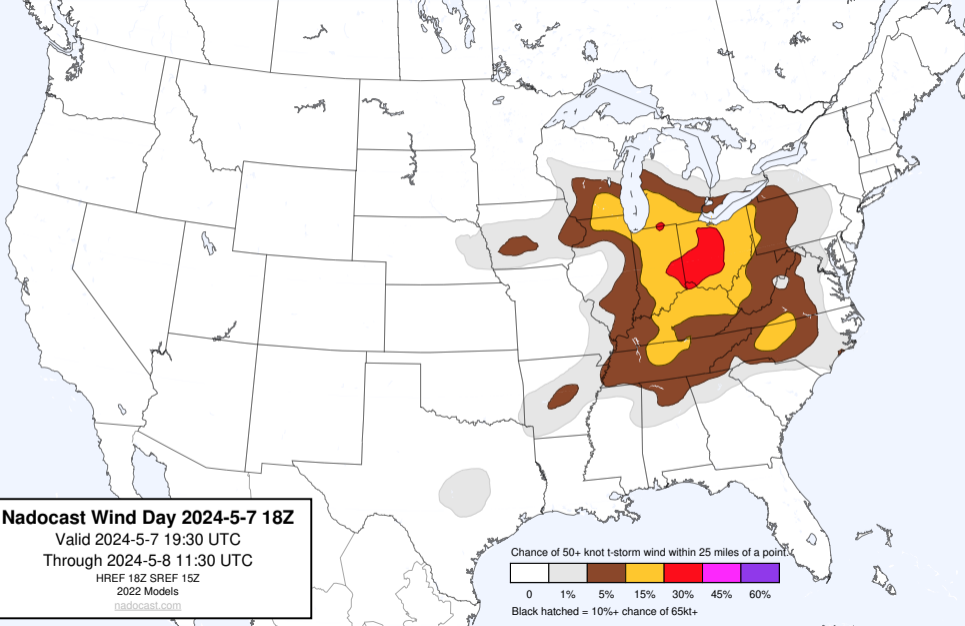 Nadocast Wind Day 2024-5-7 18Z
Valid 2024-5-7 19:30 UTC
Through 2024-5-8 11:30 UTC
HREF 18Z SREF 15Z
2022 Models
nadocast.com
Chance of 50+ knot t-storm wind within 25 miles of a point.
0 1% 5% 15% 30% 45% 60%
Black hatched = 10%+ chance of 65kt+